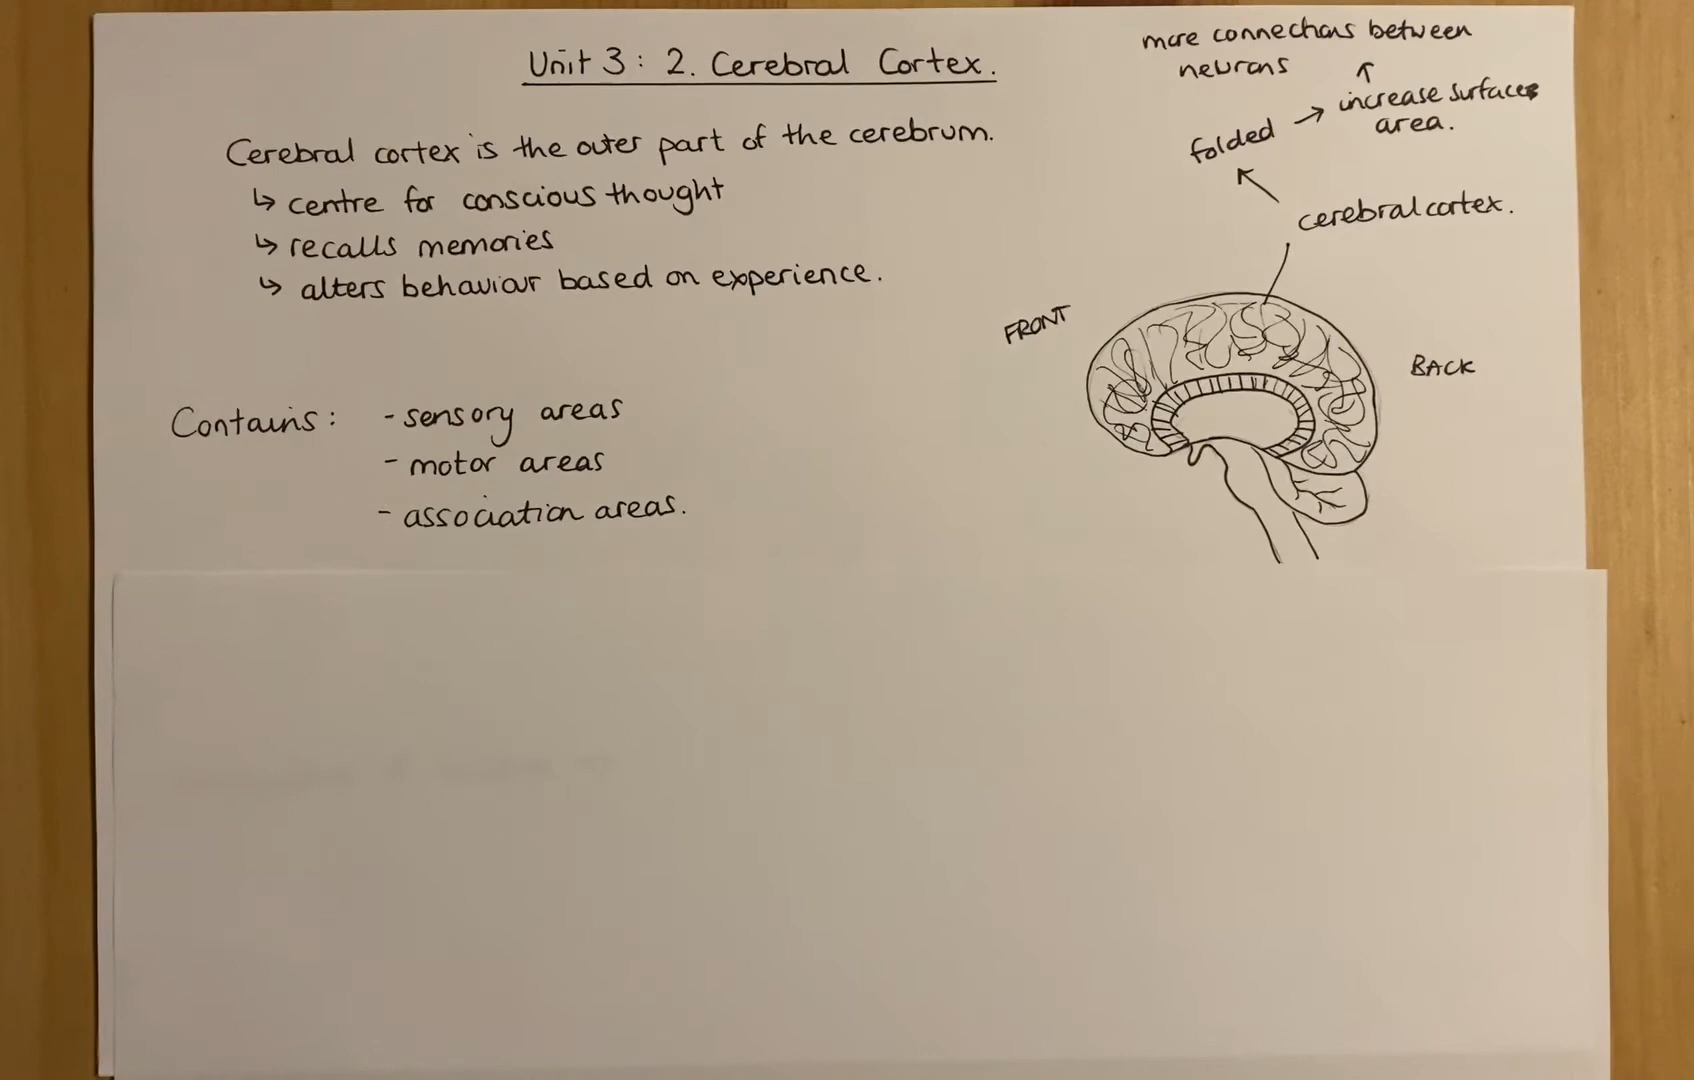 Unit 3: 2. Cerebral Cortex.
Cerebral cortex is the outer part of the cerebrum.
↳ centre for conscious thought
↳ recalls memories
↳ alters behaviour based on experience.
Contains: - sensory areas
- motor areas
- association areas.
more connections between
neurons ↑
folded → increase surface
area.
↖
cerebral cortex.
FRONT
BACK